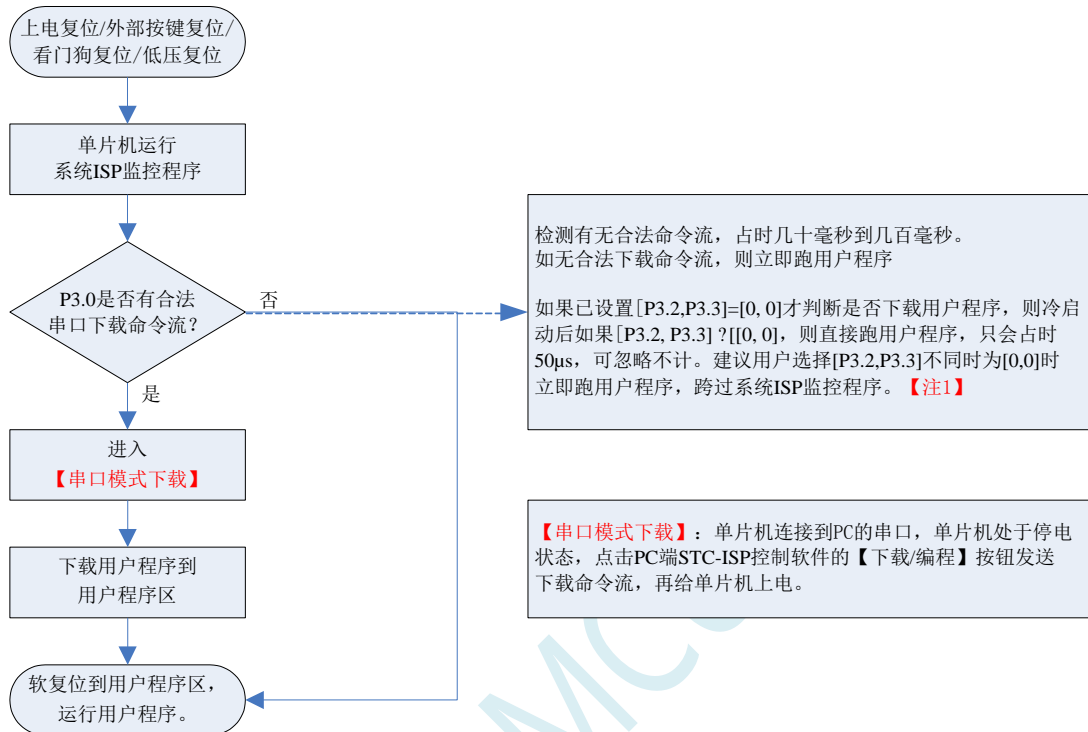 上电复位/外部按键复位/
看门狗复位/低压复位
单片机运行
系统ISP监控程序
P3.0是否有合法
串口下载命令流？
否
是
进入
【串口模式下载】
下载用户程序到
用户程序区
软复位到用户程序区，
运行用户程序。
检测有无合法命令流，占时几十毫秒到几百毫秒。
如无合法下载命令流，则立即跑用户程序
如果已设置[P3.2,P3.3]=[0, 0]才判断是否下载用户程序，则冷启
动后如果[P3.2, P3.3] ?[[0, 0]，则直接跑用户程序，只会占时
50μs，可忽略不计。建议用户选择[P3.2,P3.3]不同时为[0,0]时
立即跑用户程序，跨过系统ISP监控程序。【注1】
【串口模式下载】：单片机连接到PC的串口，单片机处于停电
状态，点击PC端STC-ISP控制软件的【下载/编程】按钮发送
下载命令流，再给单片机上电。
MC